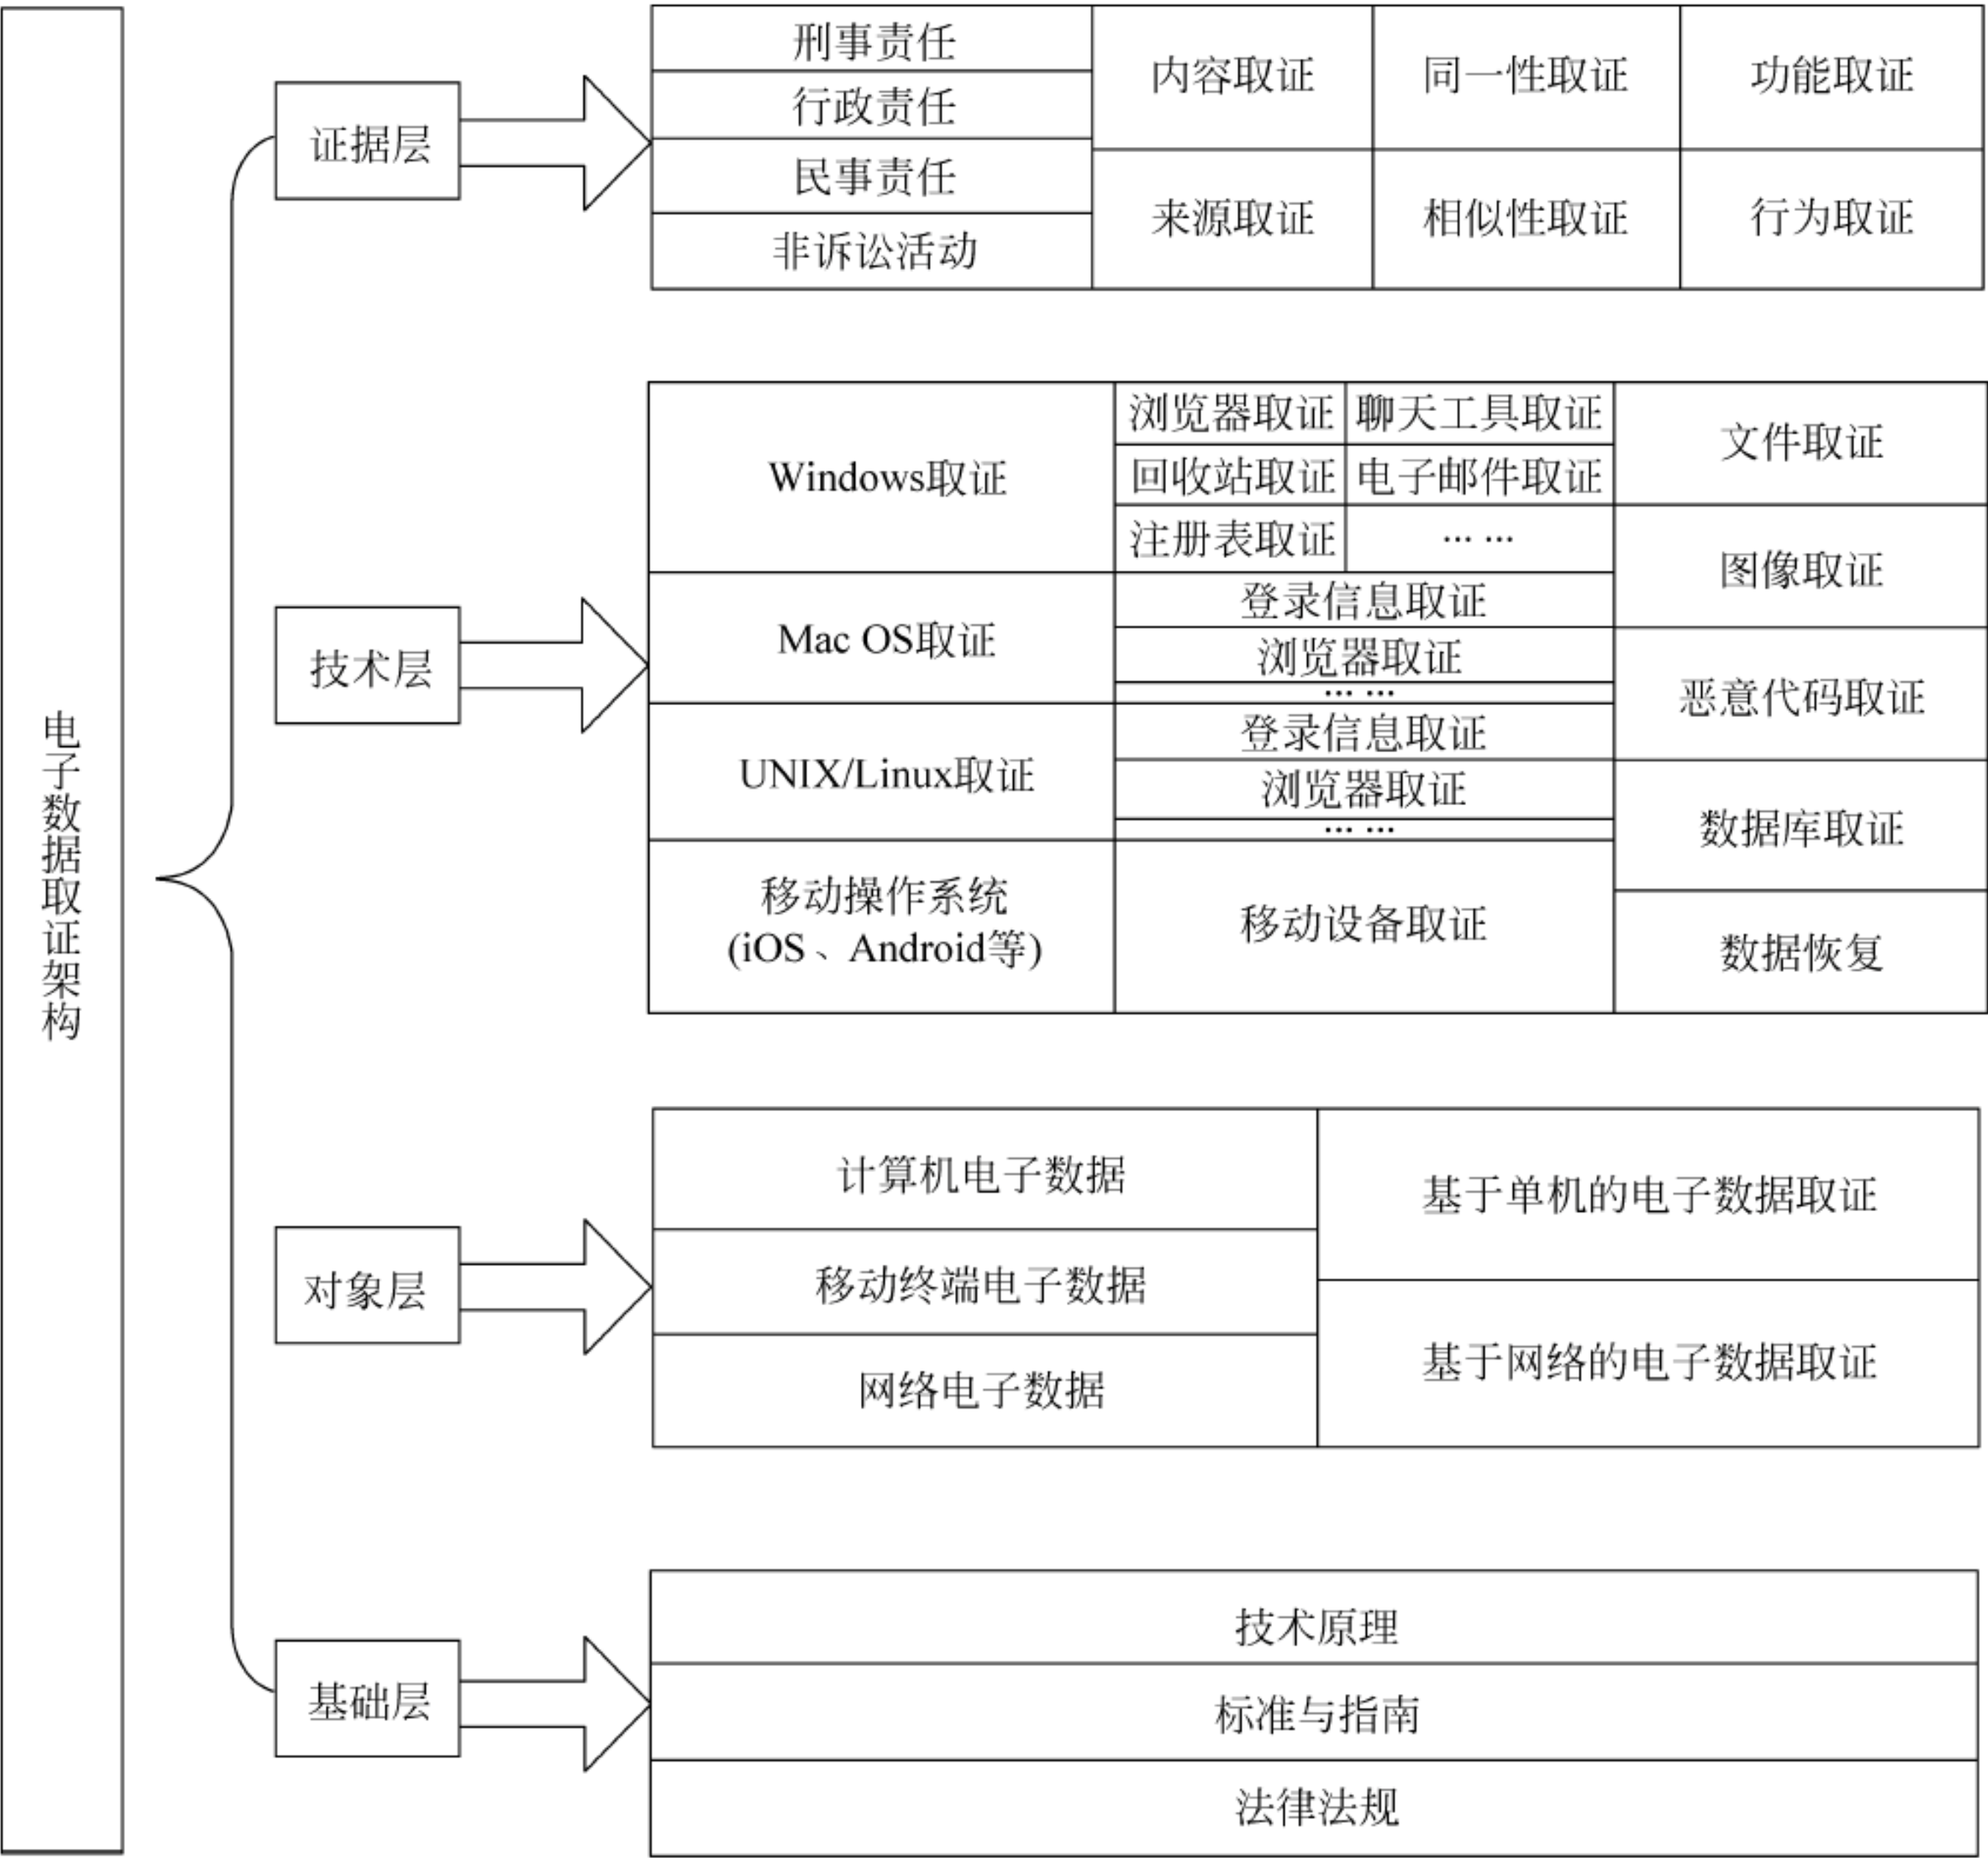 电子数据取证架构
证据层
刑事责任
行政责任
民事责任
非诉讼活动
内容取证
同一性取证
功能取证
来源取证
相似性取证
行为取证
技术层
Windows取证
浏览器取证
聊天工具取证
回收站取证
电子邮件取证
注册表取证
… …
Mac OS取证
登录信息取证
浏览器取证
… …
UNIX/Linux取证
登录信息取证
浏览器取证
… …
移动操作系统
(iOS、Android等)
移动设备取证
文件取证
图像取证
恶意代码取证
数据库取证
数据恢复
对象层
计算机电子数据
移动终端电子数据
网络电子数据
基于单机的电子数据取证
基于网络的电子数据取证
基础层
技术原理
标准与指南
法律法规